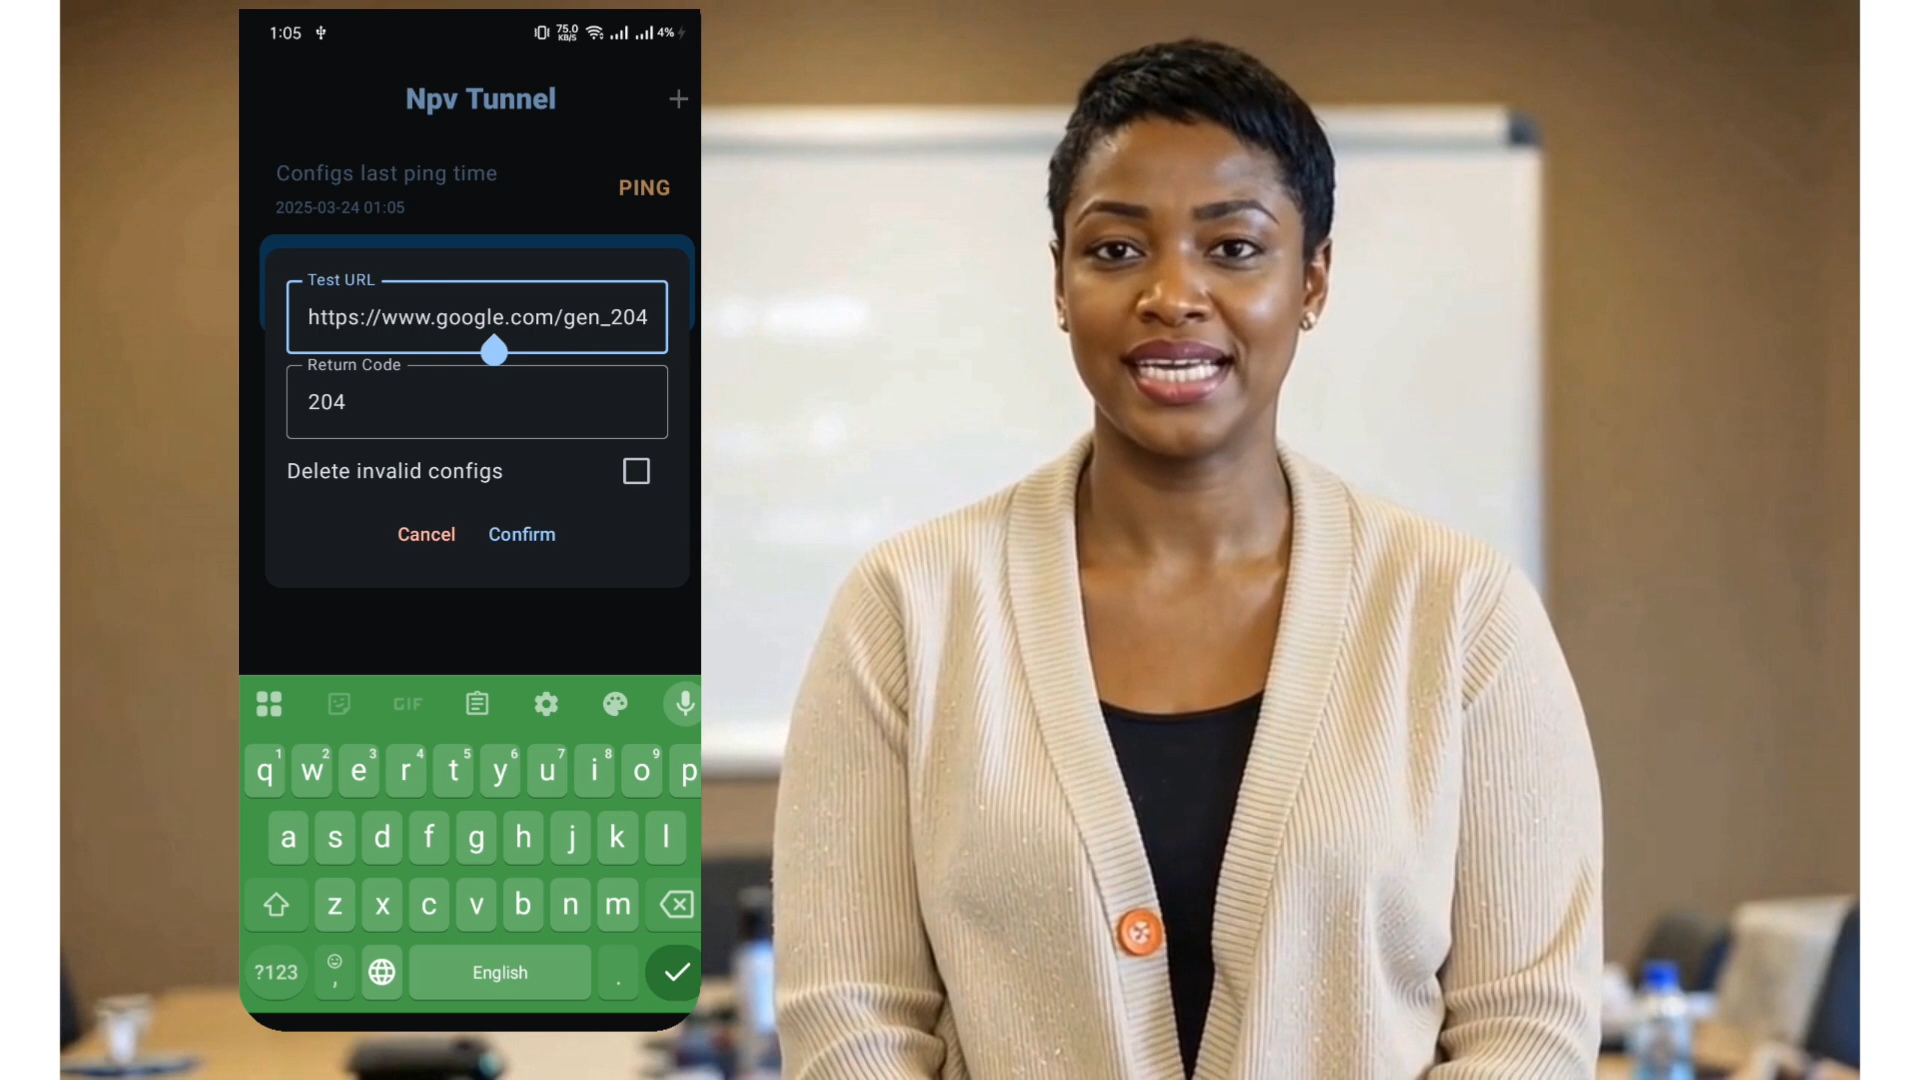 1:05 75.0 KB/S 4%
Npv Tunnel +
Configs last ping time
PING
2025-03-24 01:05
Test URL
https://www.google.com/gen_204
Return Code
204
Delete invalid configs
Cancel Confirm
GIF
1 2 3 4 5 6 7 8 9
q w e r t y u i o p
a s d f g h j k l
z x c v b n m
?123 , English .